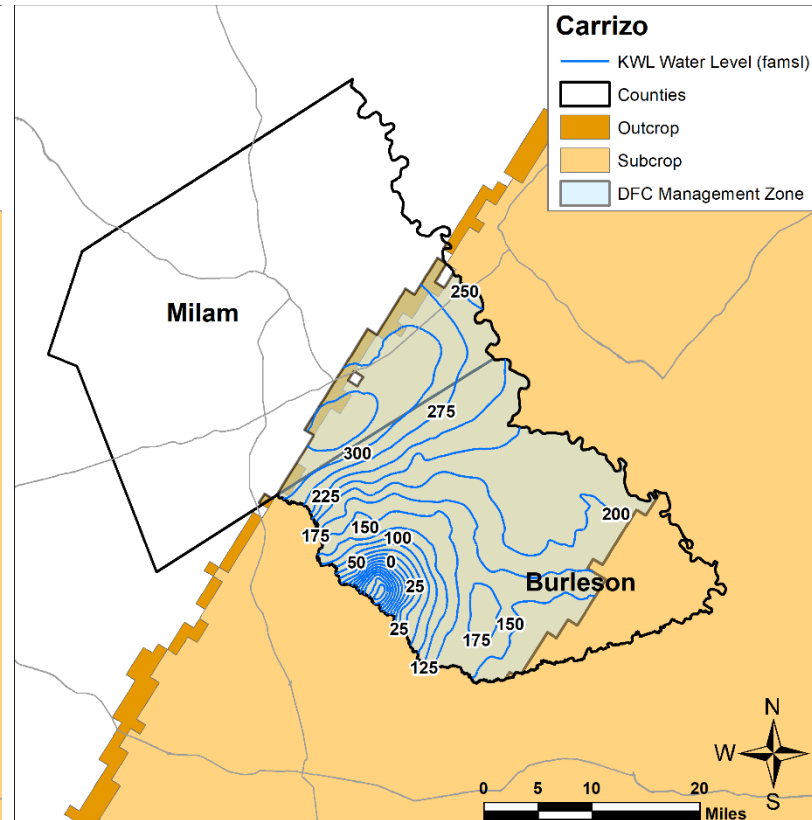 Carrizo
KWL Water Level (famsl)
Counties
Outcrop
Subcrop
DFC Management Zone
250
Milam
275
300
225
200
150
175
100
50
0
25
Burleson
25
150
175
125
N
W
E
S
0
5
10
20
Miles